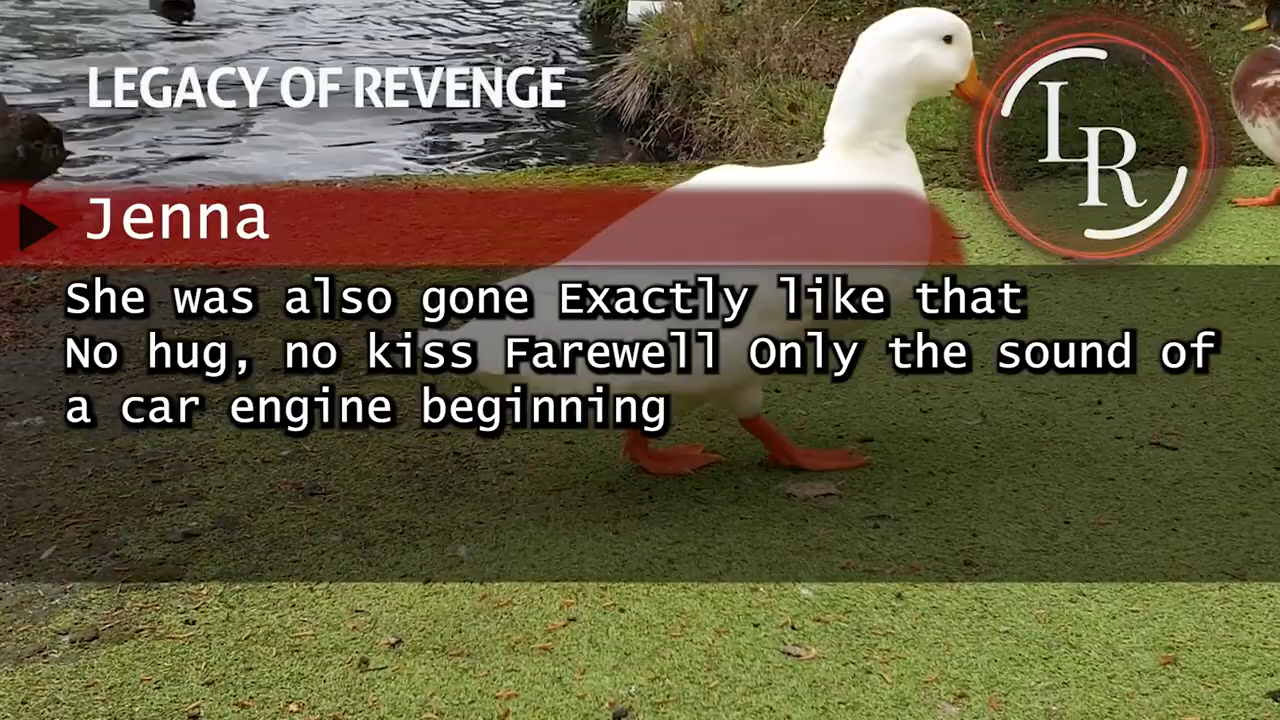 LEGACY OF REVENGE
LR
Jenna
She was also gone Exactly like that
No hug, no kiss Farewell Only the sound of
a car engine beginning